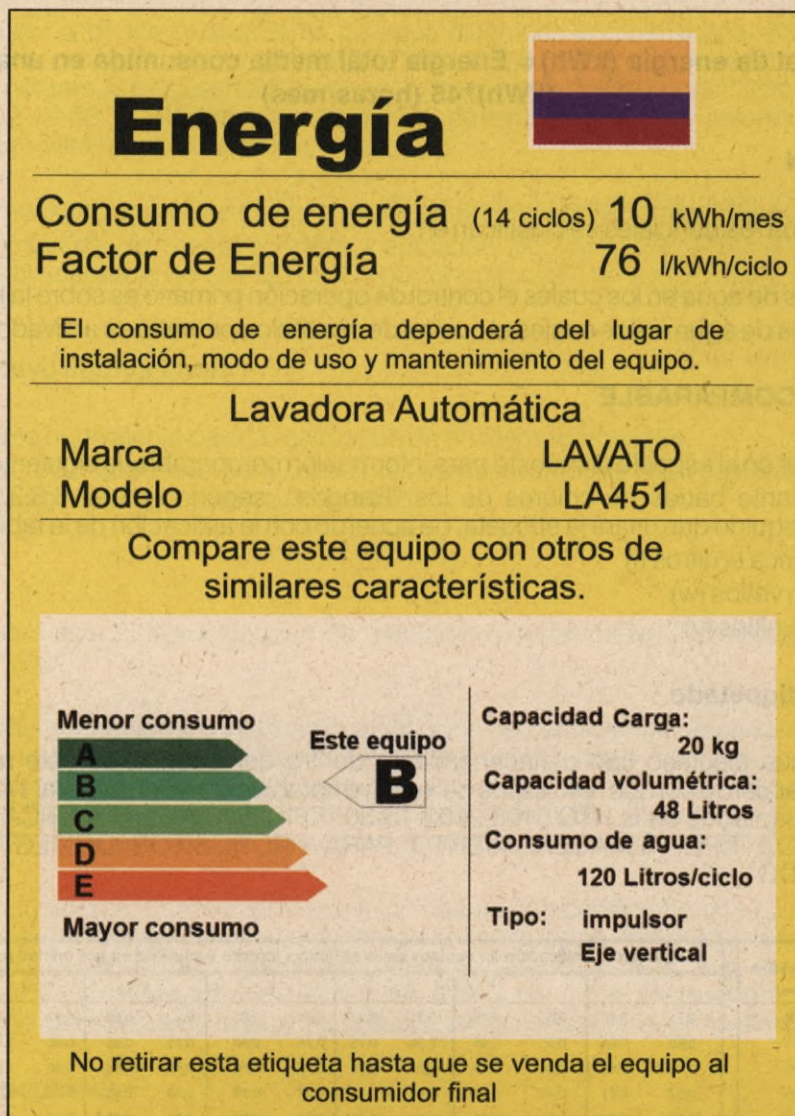 Energía
Consumo de energía (14 ciclos) 10 kWh/mes
Factor de Energía 76 l/kWh/ciclo
El consumo de energía dependerá del lugar de
instalación, modo de uso y mantenimiento del equipo.
Lavadora Automática
Marca LAVATO
Modelo LA451
Compare este equipo con otros de
similares características.
Menor consumo
A
B
C
D
E
Mayor consumo
Este equipo
B
Capacidad Carga:
20 kg
Capacidad volumétrica:
48 Litros
Consumo de agua:
120 Litros/ciclo
Tipo: impulsor
Eje vertical
No retirar esta etiqueta hasta que se venda el equipo al
consumidor final